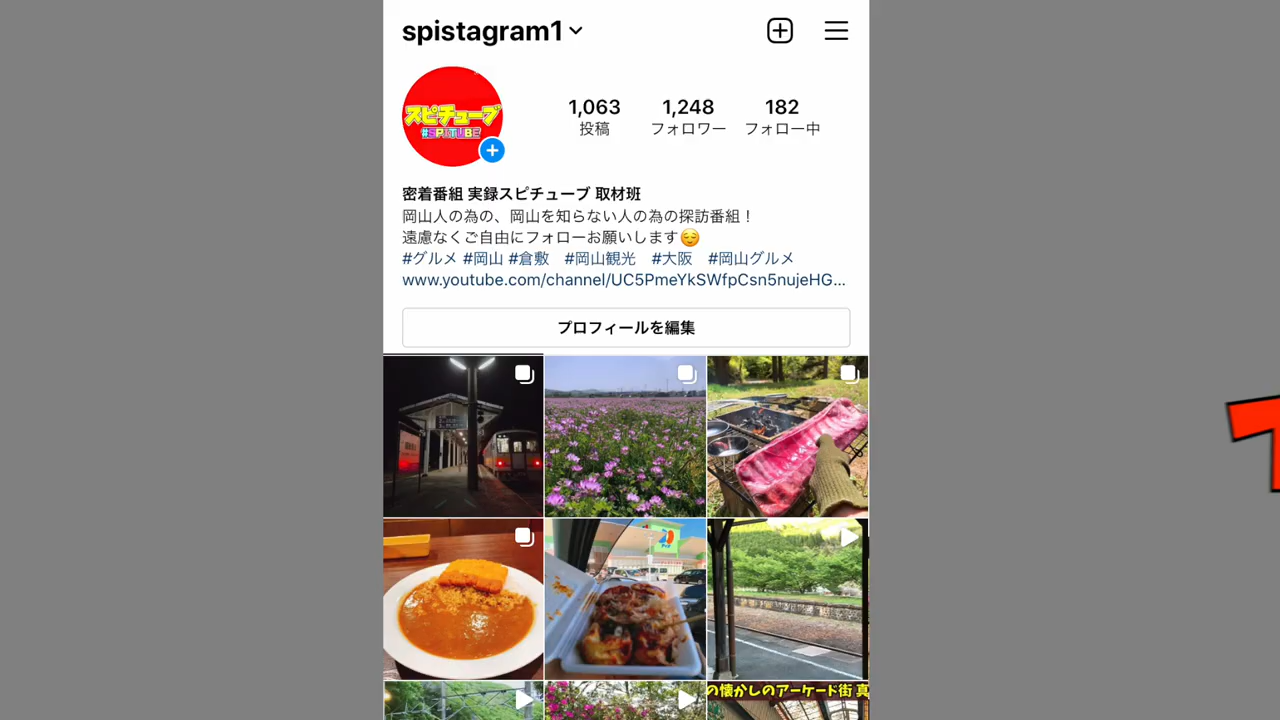 spistagram1
スピチューブ
#SPITUBE
1,063
投稿
1,248
フォロワー
182
フォロー中
密着番組 実録スピチューブ 取材班
岡山人の為の、岡山を知らない人の為の探訪番組！
遠慮なくご自由にフォローお願いします😌
#グルメ #岡山 #倉敷　#岡山観光　#大阪　#岡山グルメ
www.youtube.com/channel/UC5PmeYkSWfpCsn5nujeHG...
プロフィールを編集
の懐かしのアーケード街 真